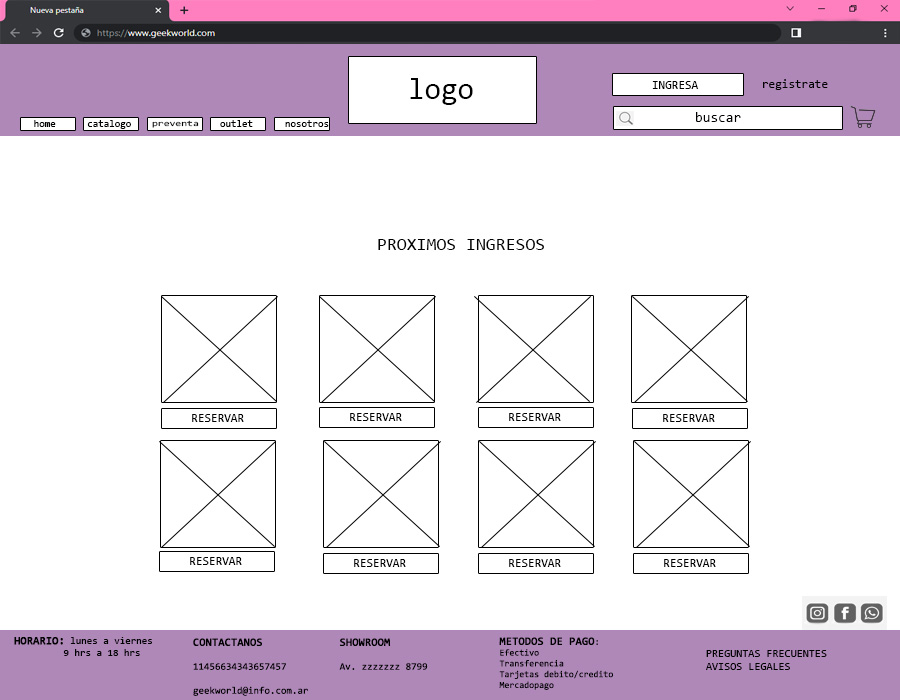 Nueva pestaña
https://www.geekworld.com
logo
INGRESA
registrate
buscar
home
catalogo
preventa
outlet
nosotros
PROXIMOS INGRESOS
RESERVAR
RESERVAR
RESERVAR
RESERVAR
RESERVAR
RESERVAR
RESERVAR
RESERVAR
HORARIO: lunes a viernes
9 hrs a 18 hrs
CONTACTANOS
11456634343657457
geekworld@info.com.ar
SHOWROOM
Av. zzzzzzz 8799
METODOS DE PAGO:
Efectivo
Transferencia
Tarjetas debito/credito
Mercadopago
PREGUNTAS FRECUENTES
AVISOS LEGALES